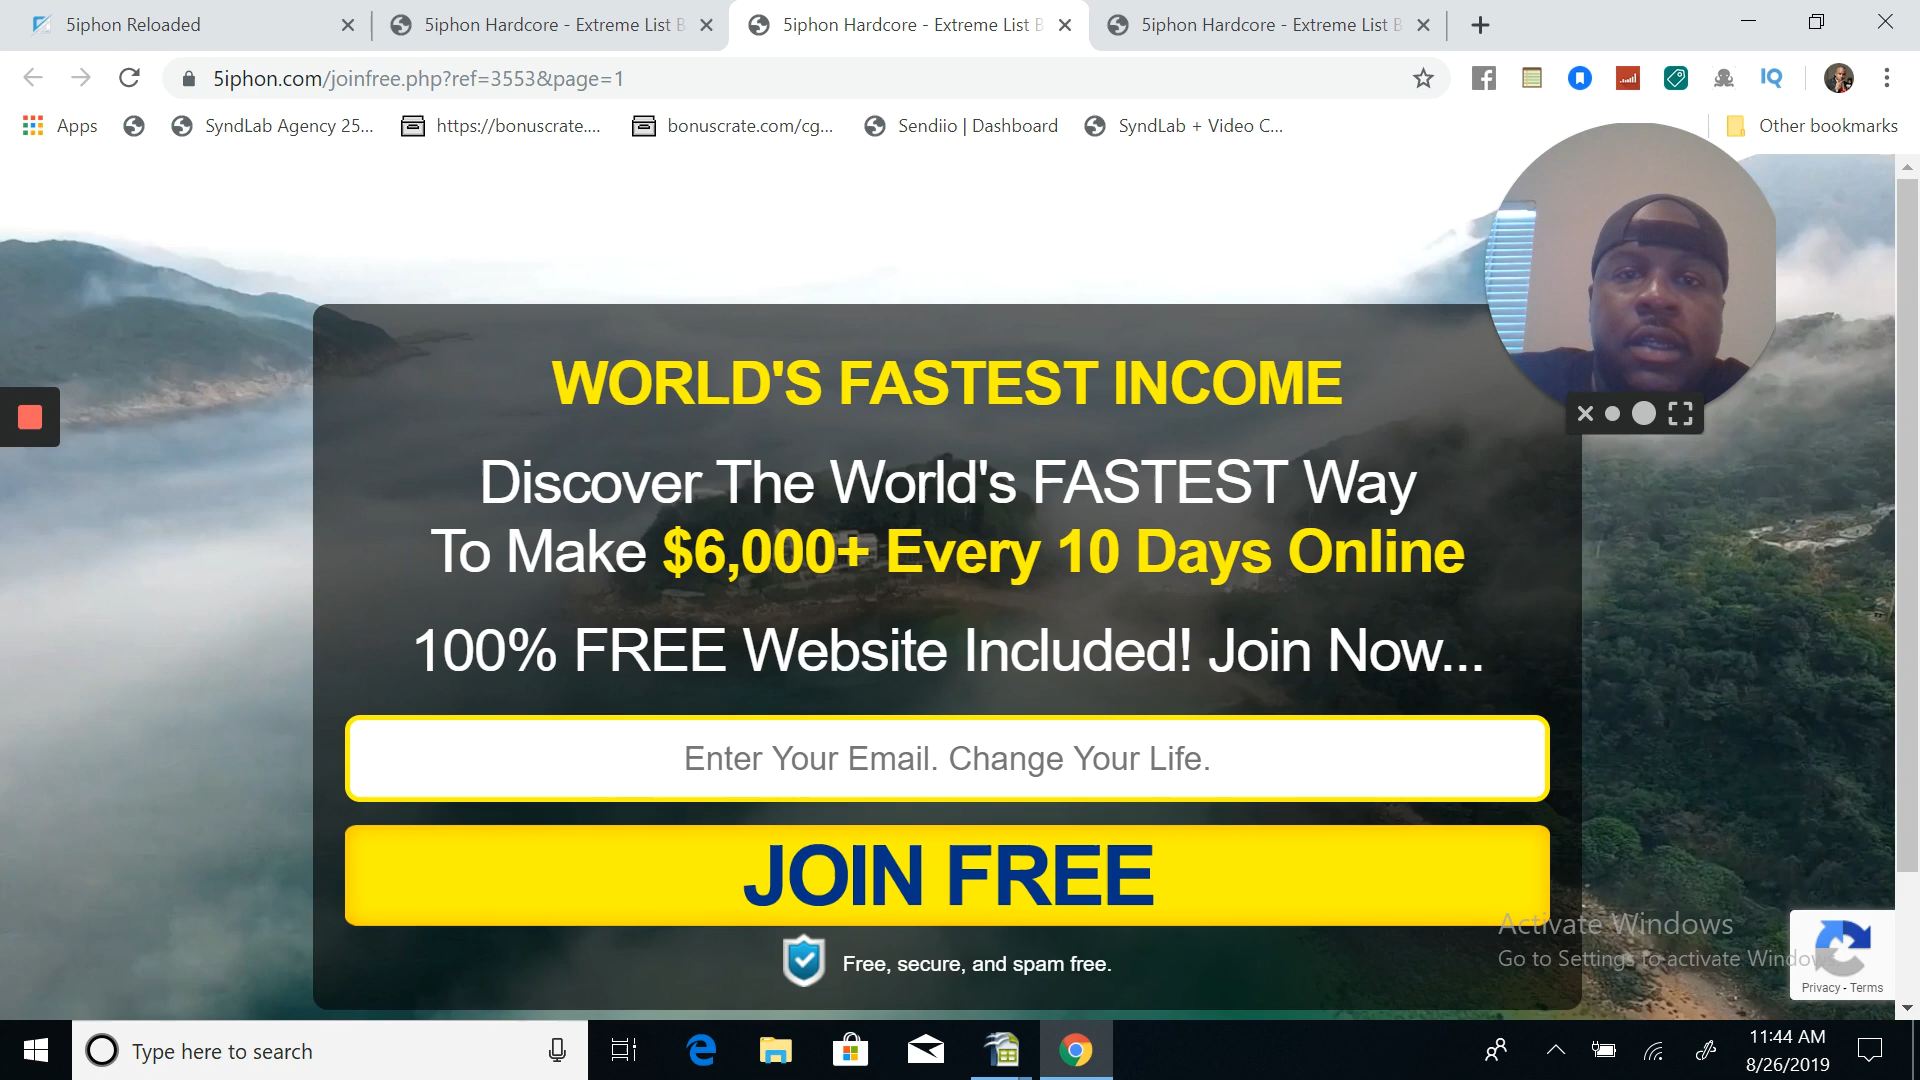 5iphon Reloaded
5iphon Hardcore - Extreme List B
5iphon Hardcore - Extreme List B
5iphon Hardcore - Extreme List B
5iphon.com/joinfree.php?ref=3553&page=1
IQ
Apps
SyndLab Agency 25...
https://bonuscrate....
bonuscrate.com/cg...
Sendiio | Dashboard
SyndLab + Video C...
Other bookmarks
WORLD'S FASTEST INCOME
Discover The World's FASTEST Way
To Make $6,000+ Every 10 Days Online
100% FREE Website Included! Join Now...
Enter Your Email. Change Your Life.
JOIN FREE
Free, secure, and spam free.
Activate Windows
Go to Settings to activate Windows
Privacy - Terms
Type here to search
11:44 AM
8/26/2019